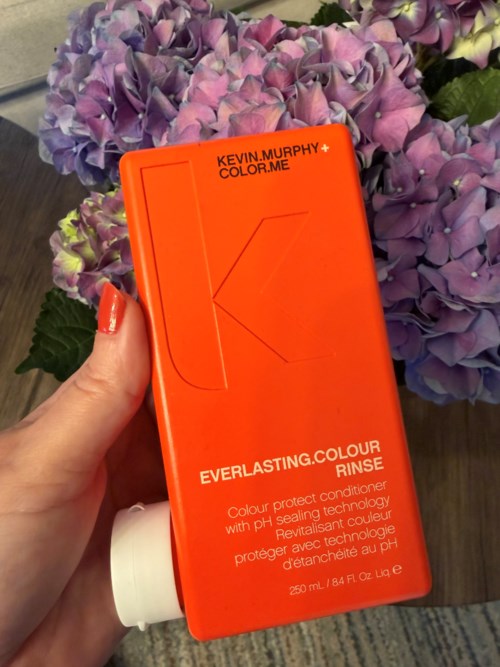 KEVIN.MURPHY+
COLOR.ME
EVERLASTING.COLOUR
RINSE
Colour protect conditioner
with pH sealing technology
Revitalisant couleur
protéger avec technologie
d'étanchéité au pH
250 mL / 8.4 Fl. Oz. Liq. ℮